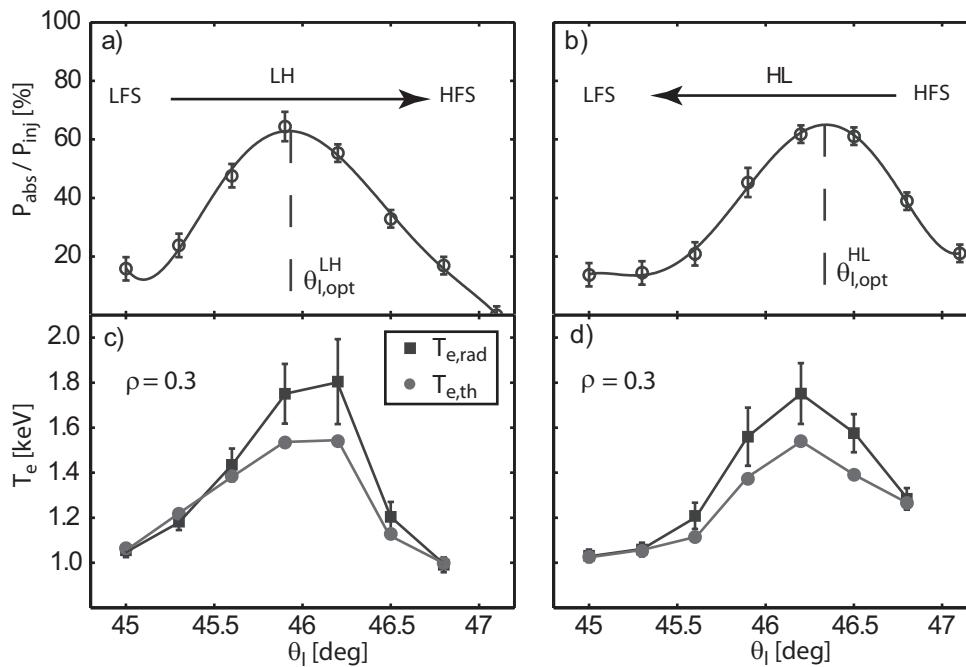 a)
LH
LFS
HFS
P_abs / P_inj [%]
100
80
60
40
20
θ_l,opt^LH
b)
HL
LFS
HFS
θ_l,opt^HL
c)
ρ = 0.3
T_e,rad
T_e,th
T_e [keV]
2.0
1.8
1.6
1.4
1.2
1.0
45 45.5 46 46.5 47
θ_l [deg]
d)
ρ = 0.3
45 45.5 46 46.5 47
θ_l [deg]